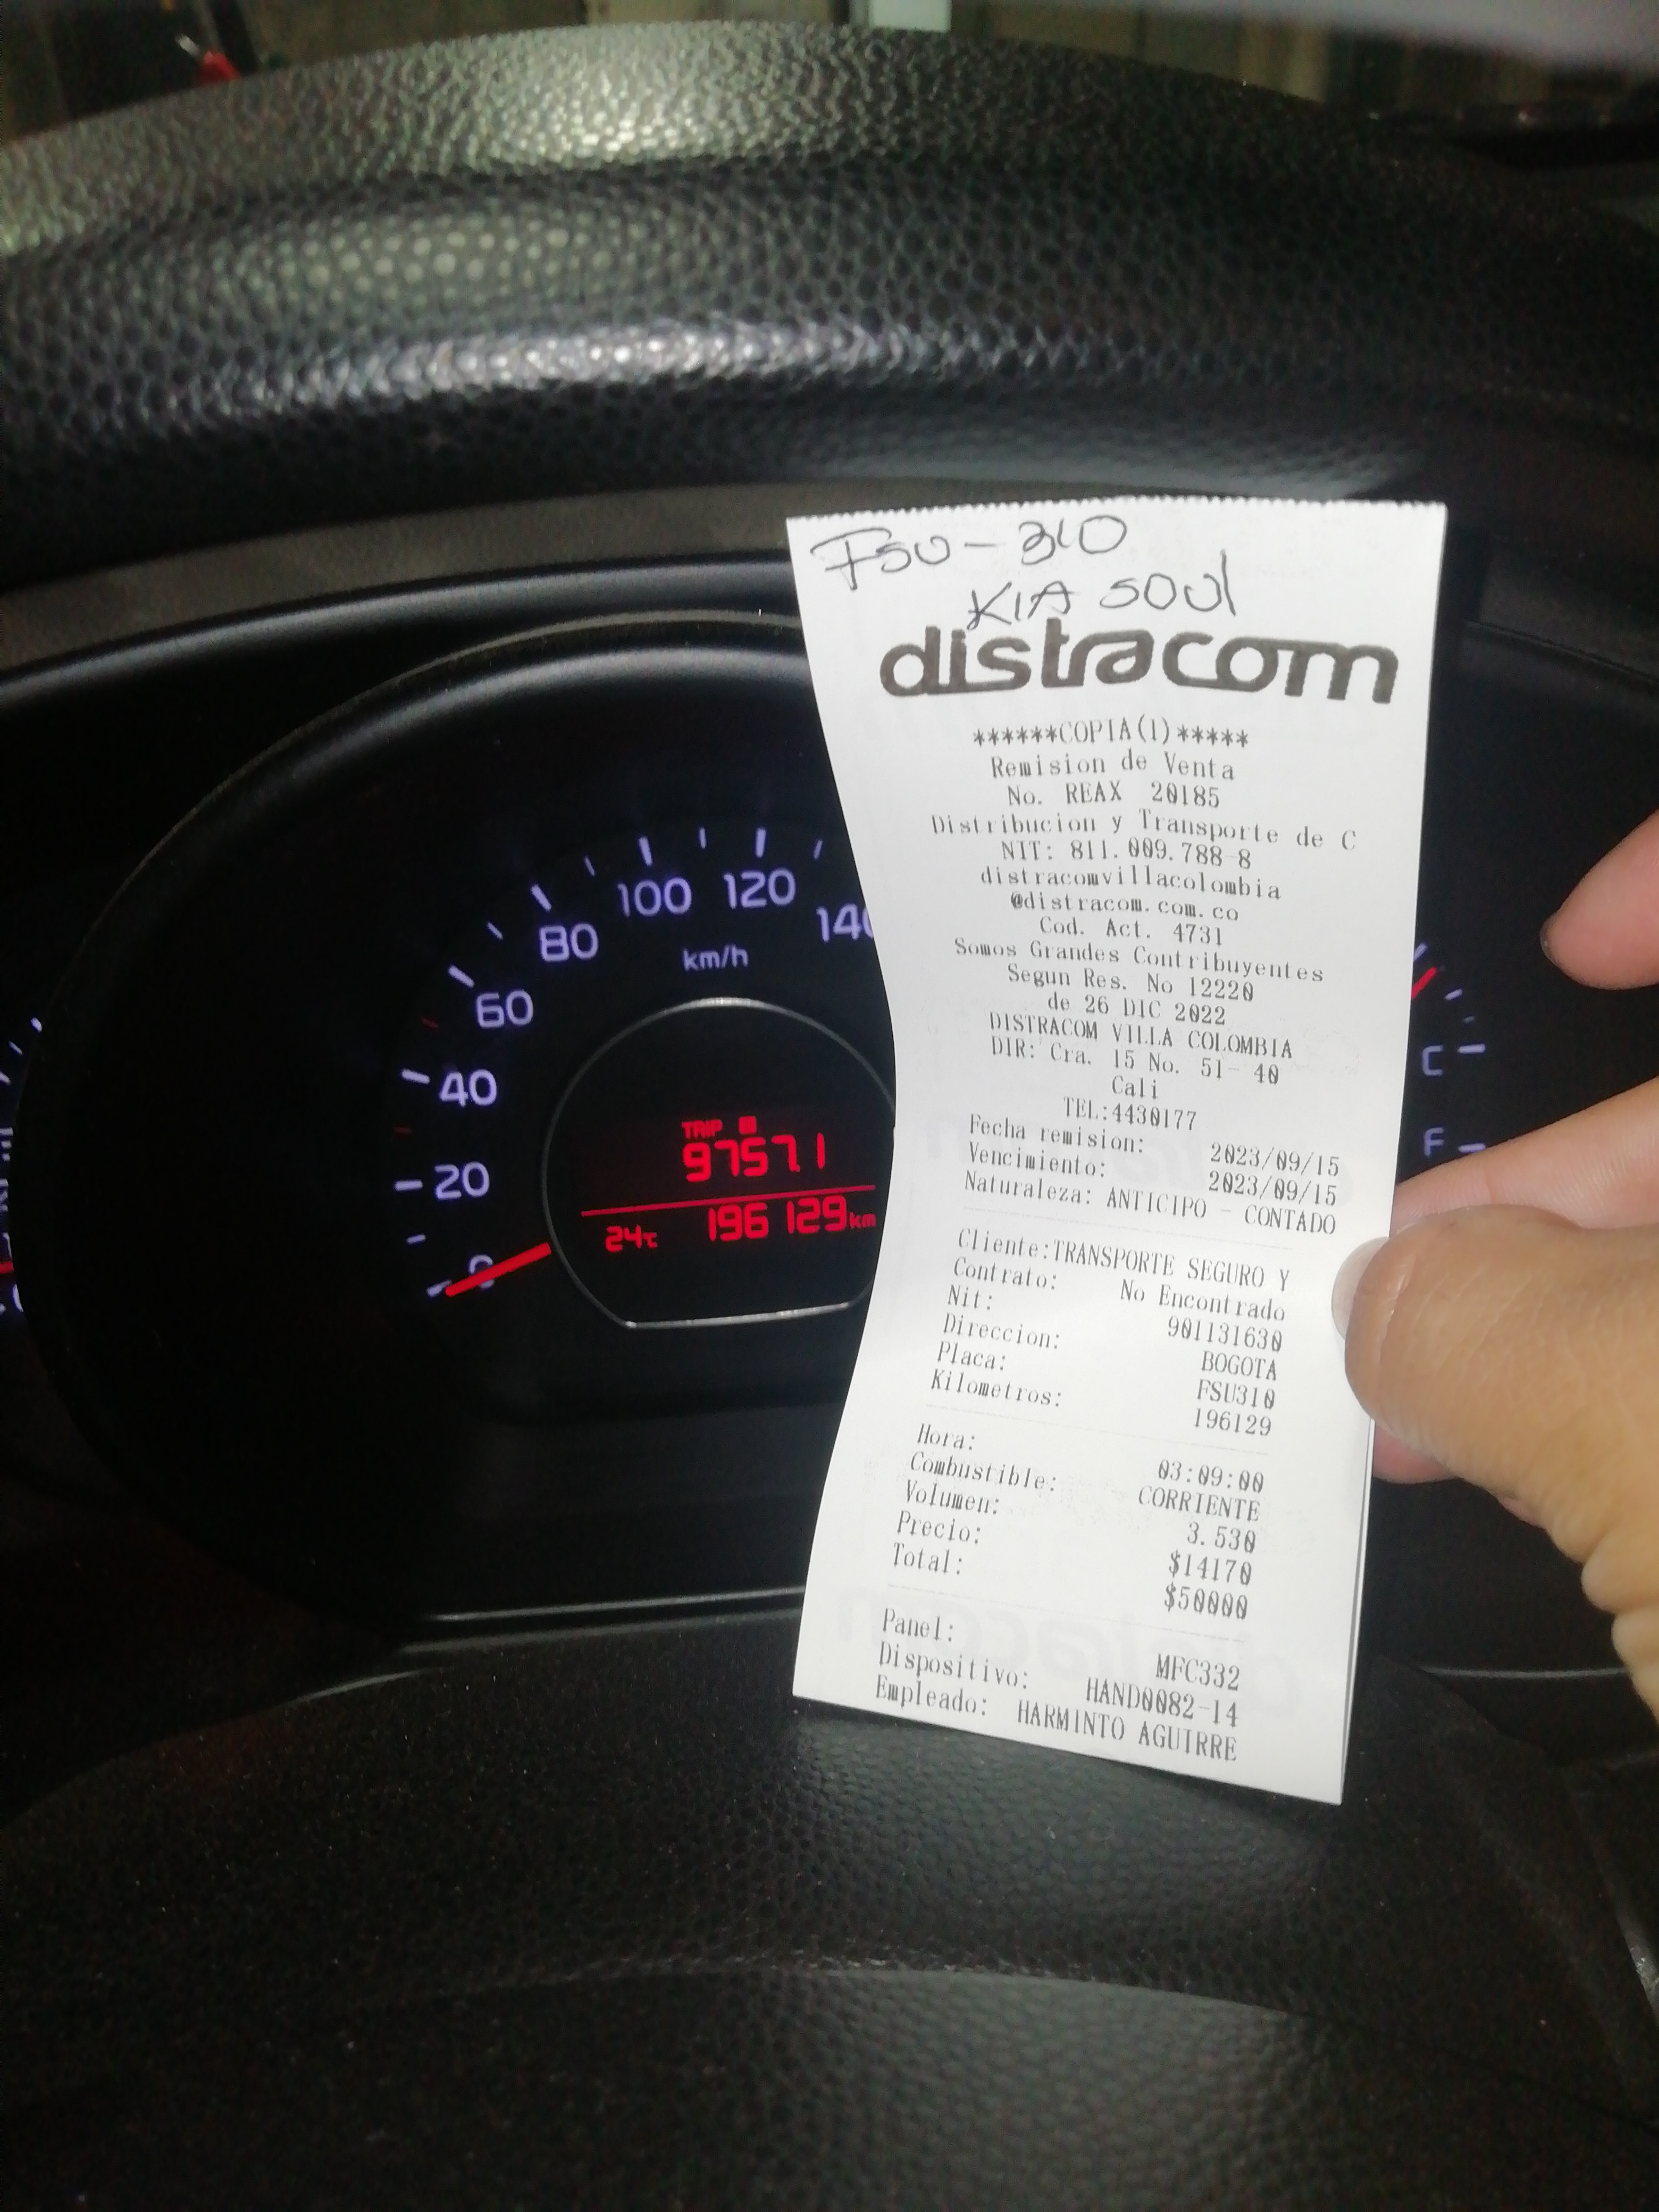 FSU-310
KIA SOUL
distracom
******COPIA(1)*****
Remision de Venta
No. REAX 20185
Distribucion y Transporte de C
NIT: 811.009.788-8
distracomvillacolombia
@distracom.com.co
Cod. Act. 4731
Somos Grandes Contribuyentes
Segun Res. No 12220
de 26 DIC 2022
DISTRACOM VILLA COLOMBIA
DIR: Cra. 15 No. 51- 40
Cali
TEL:4430177
Fecha remision: 2023/09/15
Vencimiento: 2023/09/15
Naturaleza: ANTICIPO - CONTADO
Cliente:TRANSPORTE SEGURO Y
Contrato: No Encontrado
Nit: 901131630
Direccion: BOGOTA
Placa: FSU310
Kilometros: 196129
Hora: 03:09:00
Combustible: CORRIENTE
Volumen: 3.530
Precio: $14170
Total: $50000
Panel: MFC332
Dispositivo: HAND0082-14
Empleado: HARMINTO AGUIRRE
0
20
40
60
80
100
120
140
km/h
TRIP
9757.1
24℃ 196129 km
C
F